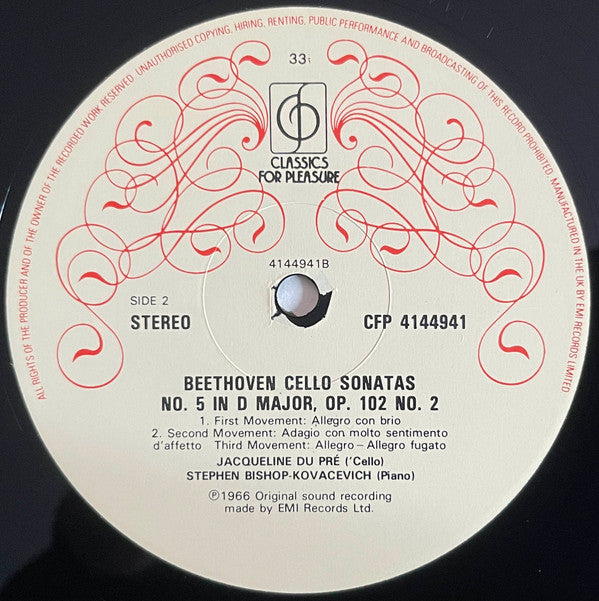 ALL RIGHTS OF THE PRODUCER AND OF THE OWNER OF THE RECORDED WORK RESERVED. UNAUTHORISED COPYING, HIRING, RENTING, PUBLIC PERFORMANCE AND BROADCASTING OF THIS RECORD PROHIBITED. MANUFACTURED IN THE UK BY EMI RECORDS LIMITED
33⅓
CLASSICS
FOR PLEASURE
4144941B
SIDE 2
STEREO CFP 4144941
BEETHOVEN CELLO SONATAS
NO. 5 IN D MAJOR, OP. 102 NO. 2
1. First Movement: Allegro con brio
2. Second Movement: Adagio con molto sentimento
d'affetto Third Movement: Allegro – Allegro fugato
JACQUELINE DU PRÉ ('Cello)
STEPHEN BISHOP-KOVACEVICH (Piano)
℗1966 Original sound recording
made by EMI Records Ltd.